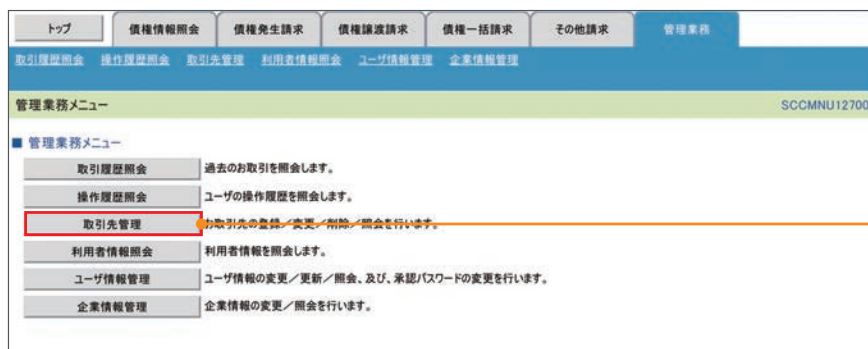 トップ 債権情報照会 債権発生請求 債権譲渡請求 債権一括請求 その他請求 管理業務
取引履歴照会 操作履歴照会 取引先管理 利用者情報照会 ユーザ情報管理 企業情報管理
管理業務メニュー SCCMNU12700
■ 管理業務メニュー
取引履歴照会 過去のお取引を照会します。
操作履歴照会 ユーザの操作履歴を照会します。
取引先管理 お取引先の登録／変更／削除／照会を行います。
利用者情報照会 利用者情報を照会します。
ユーザ情報管理 ユーザ情報の変更／更新／照会、及び、承認パスワードの変更を行います。
企業情報管理 企業情報の変更／照会を行います。